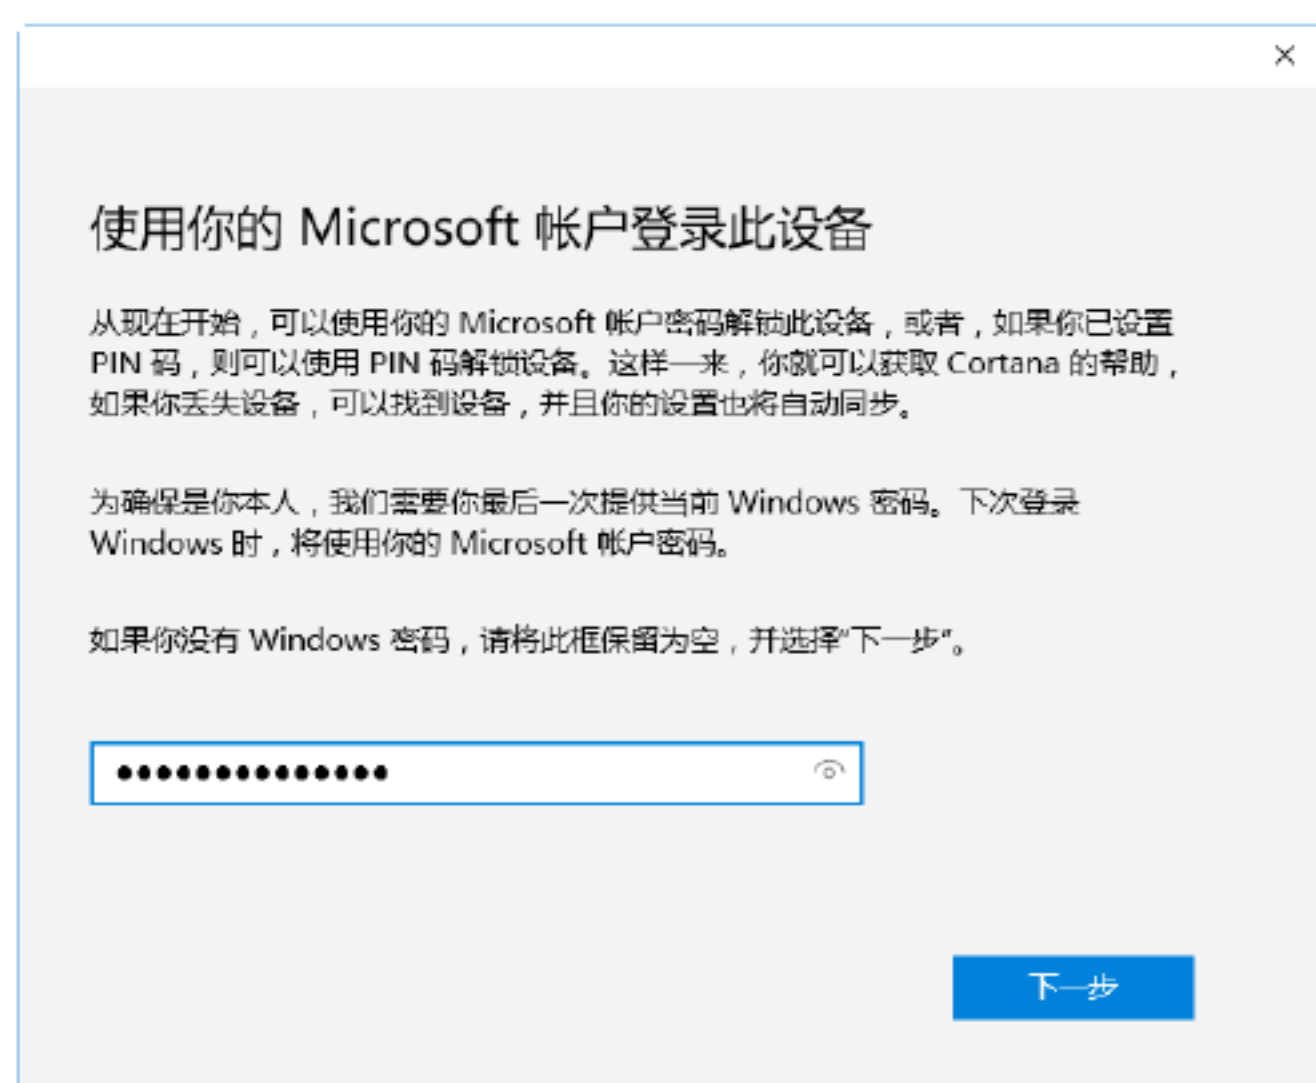 使用你的 Microsoft 帐户登录此设备
从现在开始，可以使用你的 Microsoft 帐户密码解锁此设备，或者，如果你已设置
PIN 码，则可以使用 PIN 码解锁设备。这样一来，你就可以获取 Cortana 的帮助，
如果你丢失设备，可以找到设备，并且你的设置也将自动同步。
为确保是你本人，我们需要你最后一次提供当前 Windows 密码。下次登录
Windows 时，将使用你的 Microsoft 帐户密码。
如果你没有 Windows 密码，请将此框保留为空，并选择“下一步”。
下一步